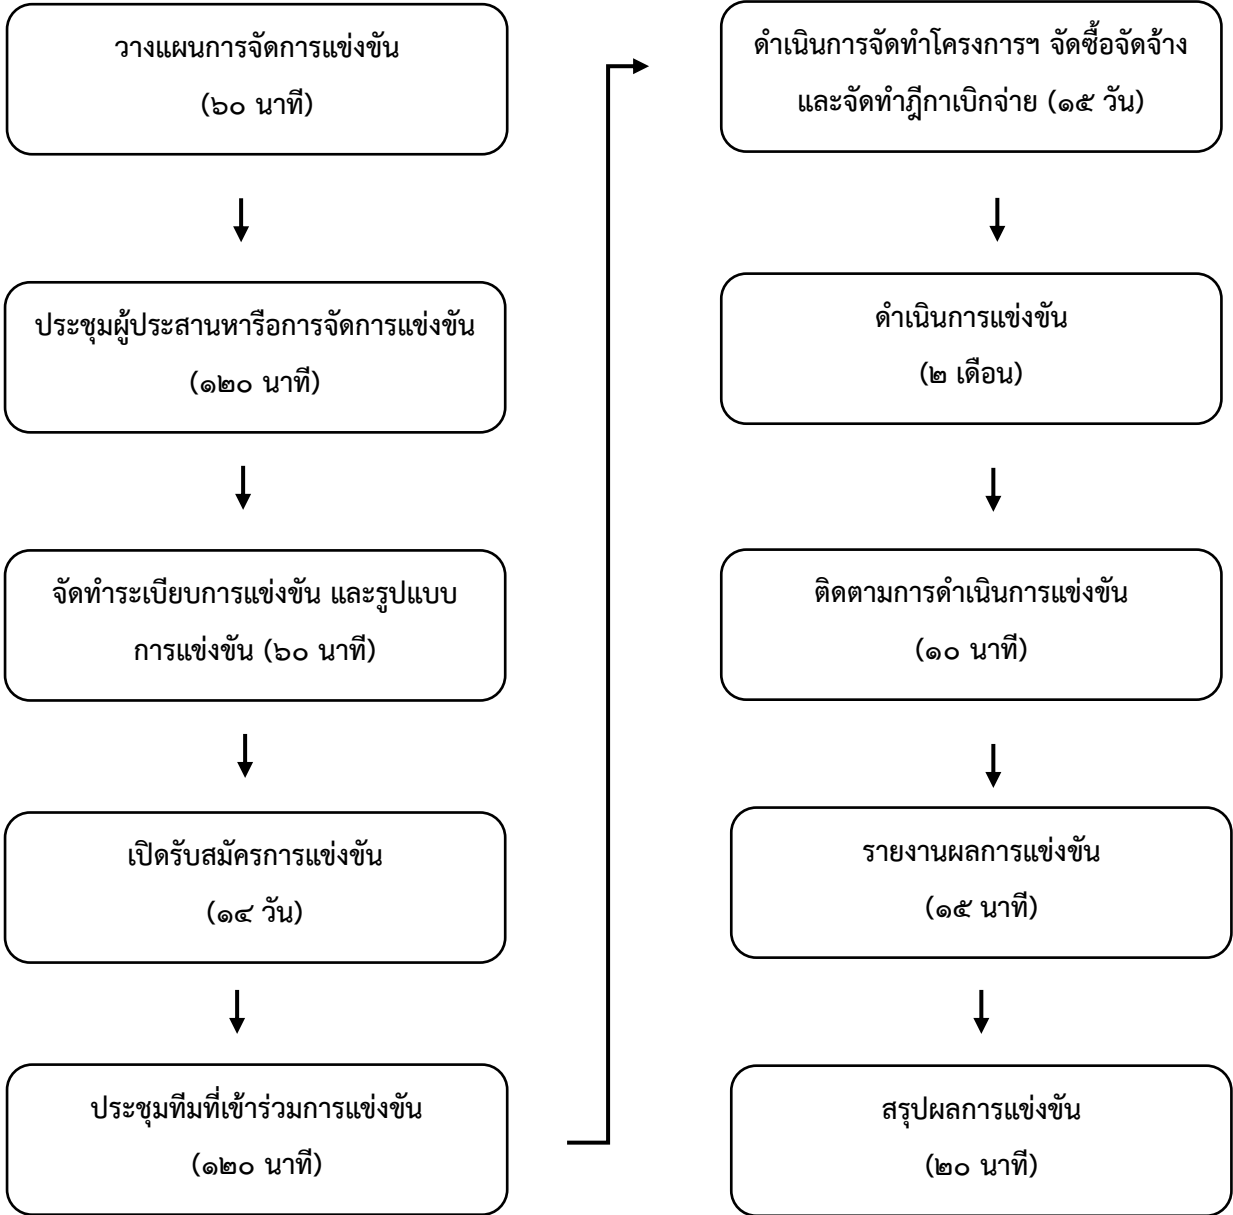 วางแผนการจัดการแข่งขัน
(๖๐ นาที)
ประชุมผู้ประสานหารือการจัดการแข่งขัน
(๑๒๐ นาที)
จัดทำระเบียบการแข่งขัน และรูปแบบ
การแข่งขัน (๖๐ นาที)
เปิดรับสมัครการแข่งขัน
(๑๔ วัน)
ประชุมทีมที่เข้าร่วมการแข่งขัน
(๑๒๐ นาที)
ดำเนินการจัดทำโครงการฯ จัดซื้อจัดจ้าง
และจัดทำฎีกาเบิกจ่าย (๑๕ วัน)
ดำเนินการแข่งขัน
(๒ เดือน)
ติดตามการดำเนินการแข่งขัน
(๑๐ นาที)
รายงานผลการแข่งขัน
(๑๕ นาที)
สรุปผลการแข่งขัน
(๒๐ นาที)